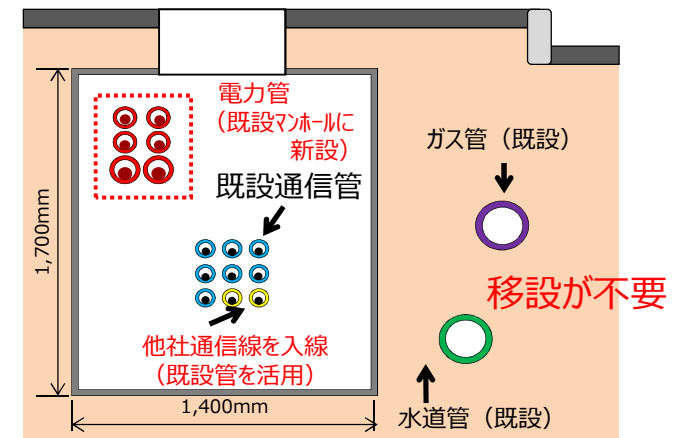 電力管
（既設マンホールに
新設）
ガス管（既設）
既設通信管
1,700mm
移設が不要
他社通信線を入線
（既設管を活用）
1,400mm
水道管（既設）